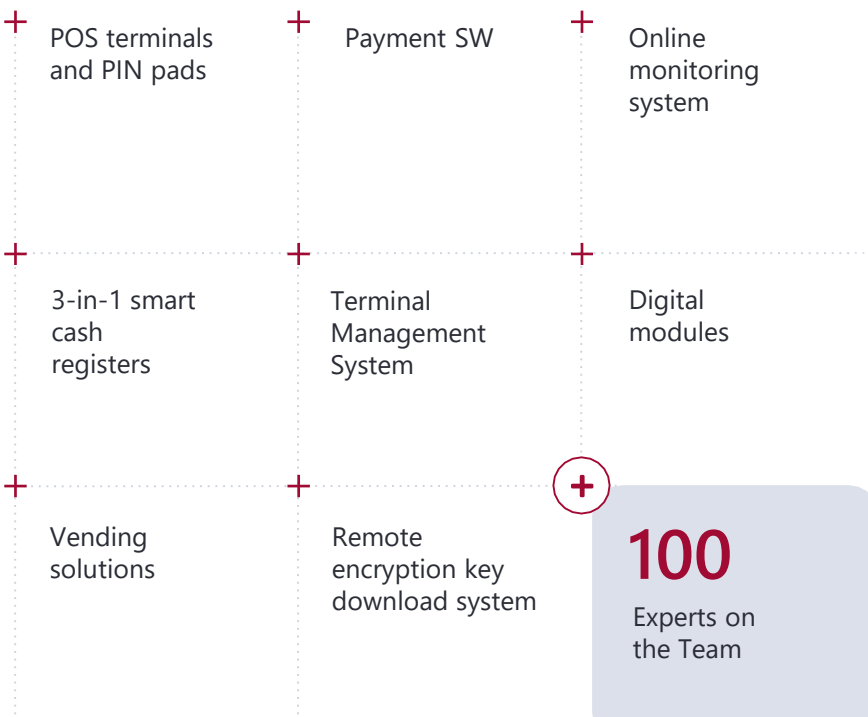 POS terminals
and PIN pads
Payment SW
Online
monitoring
system
3-in-1 smart
cash
registers
Terminal
Management
System
Digital
modules
Vending
solutions
Remote
encryption key
download system
100
Experts on
the Team